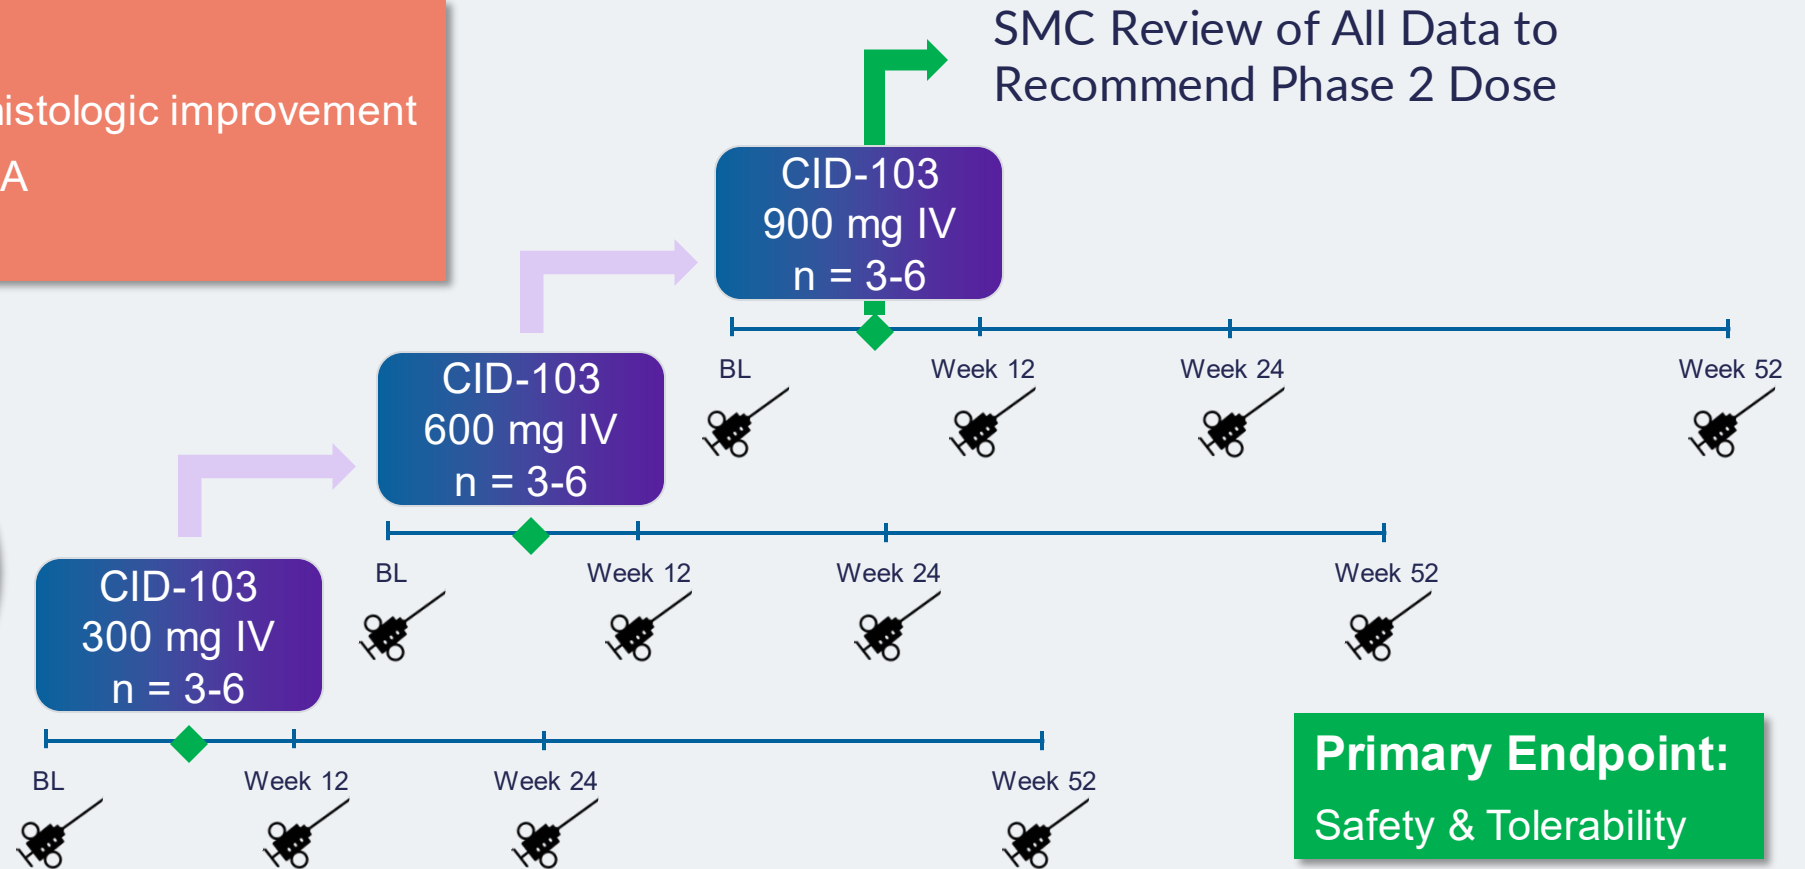 SMC Review of All Data to
Recommend Phase 2 Dose
histologic improvement
A
CID-103
900 mg IV
n = 3-6
BL
Week 12
Week 24
Week 52
CID-103
600 mg IV
n = 3-6
BL
Week 12
Week 24
Week 52
CID-103
300 mg IV
n = 3-6
BL
Week 12
Week 24
Week 52
Primary Endpoint:
Safety & Tolerability